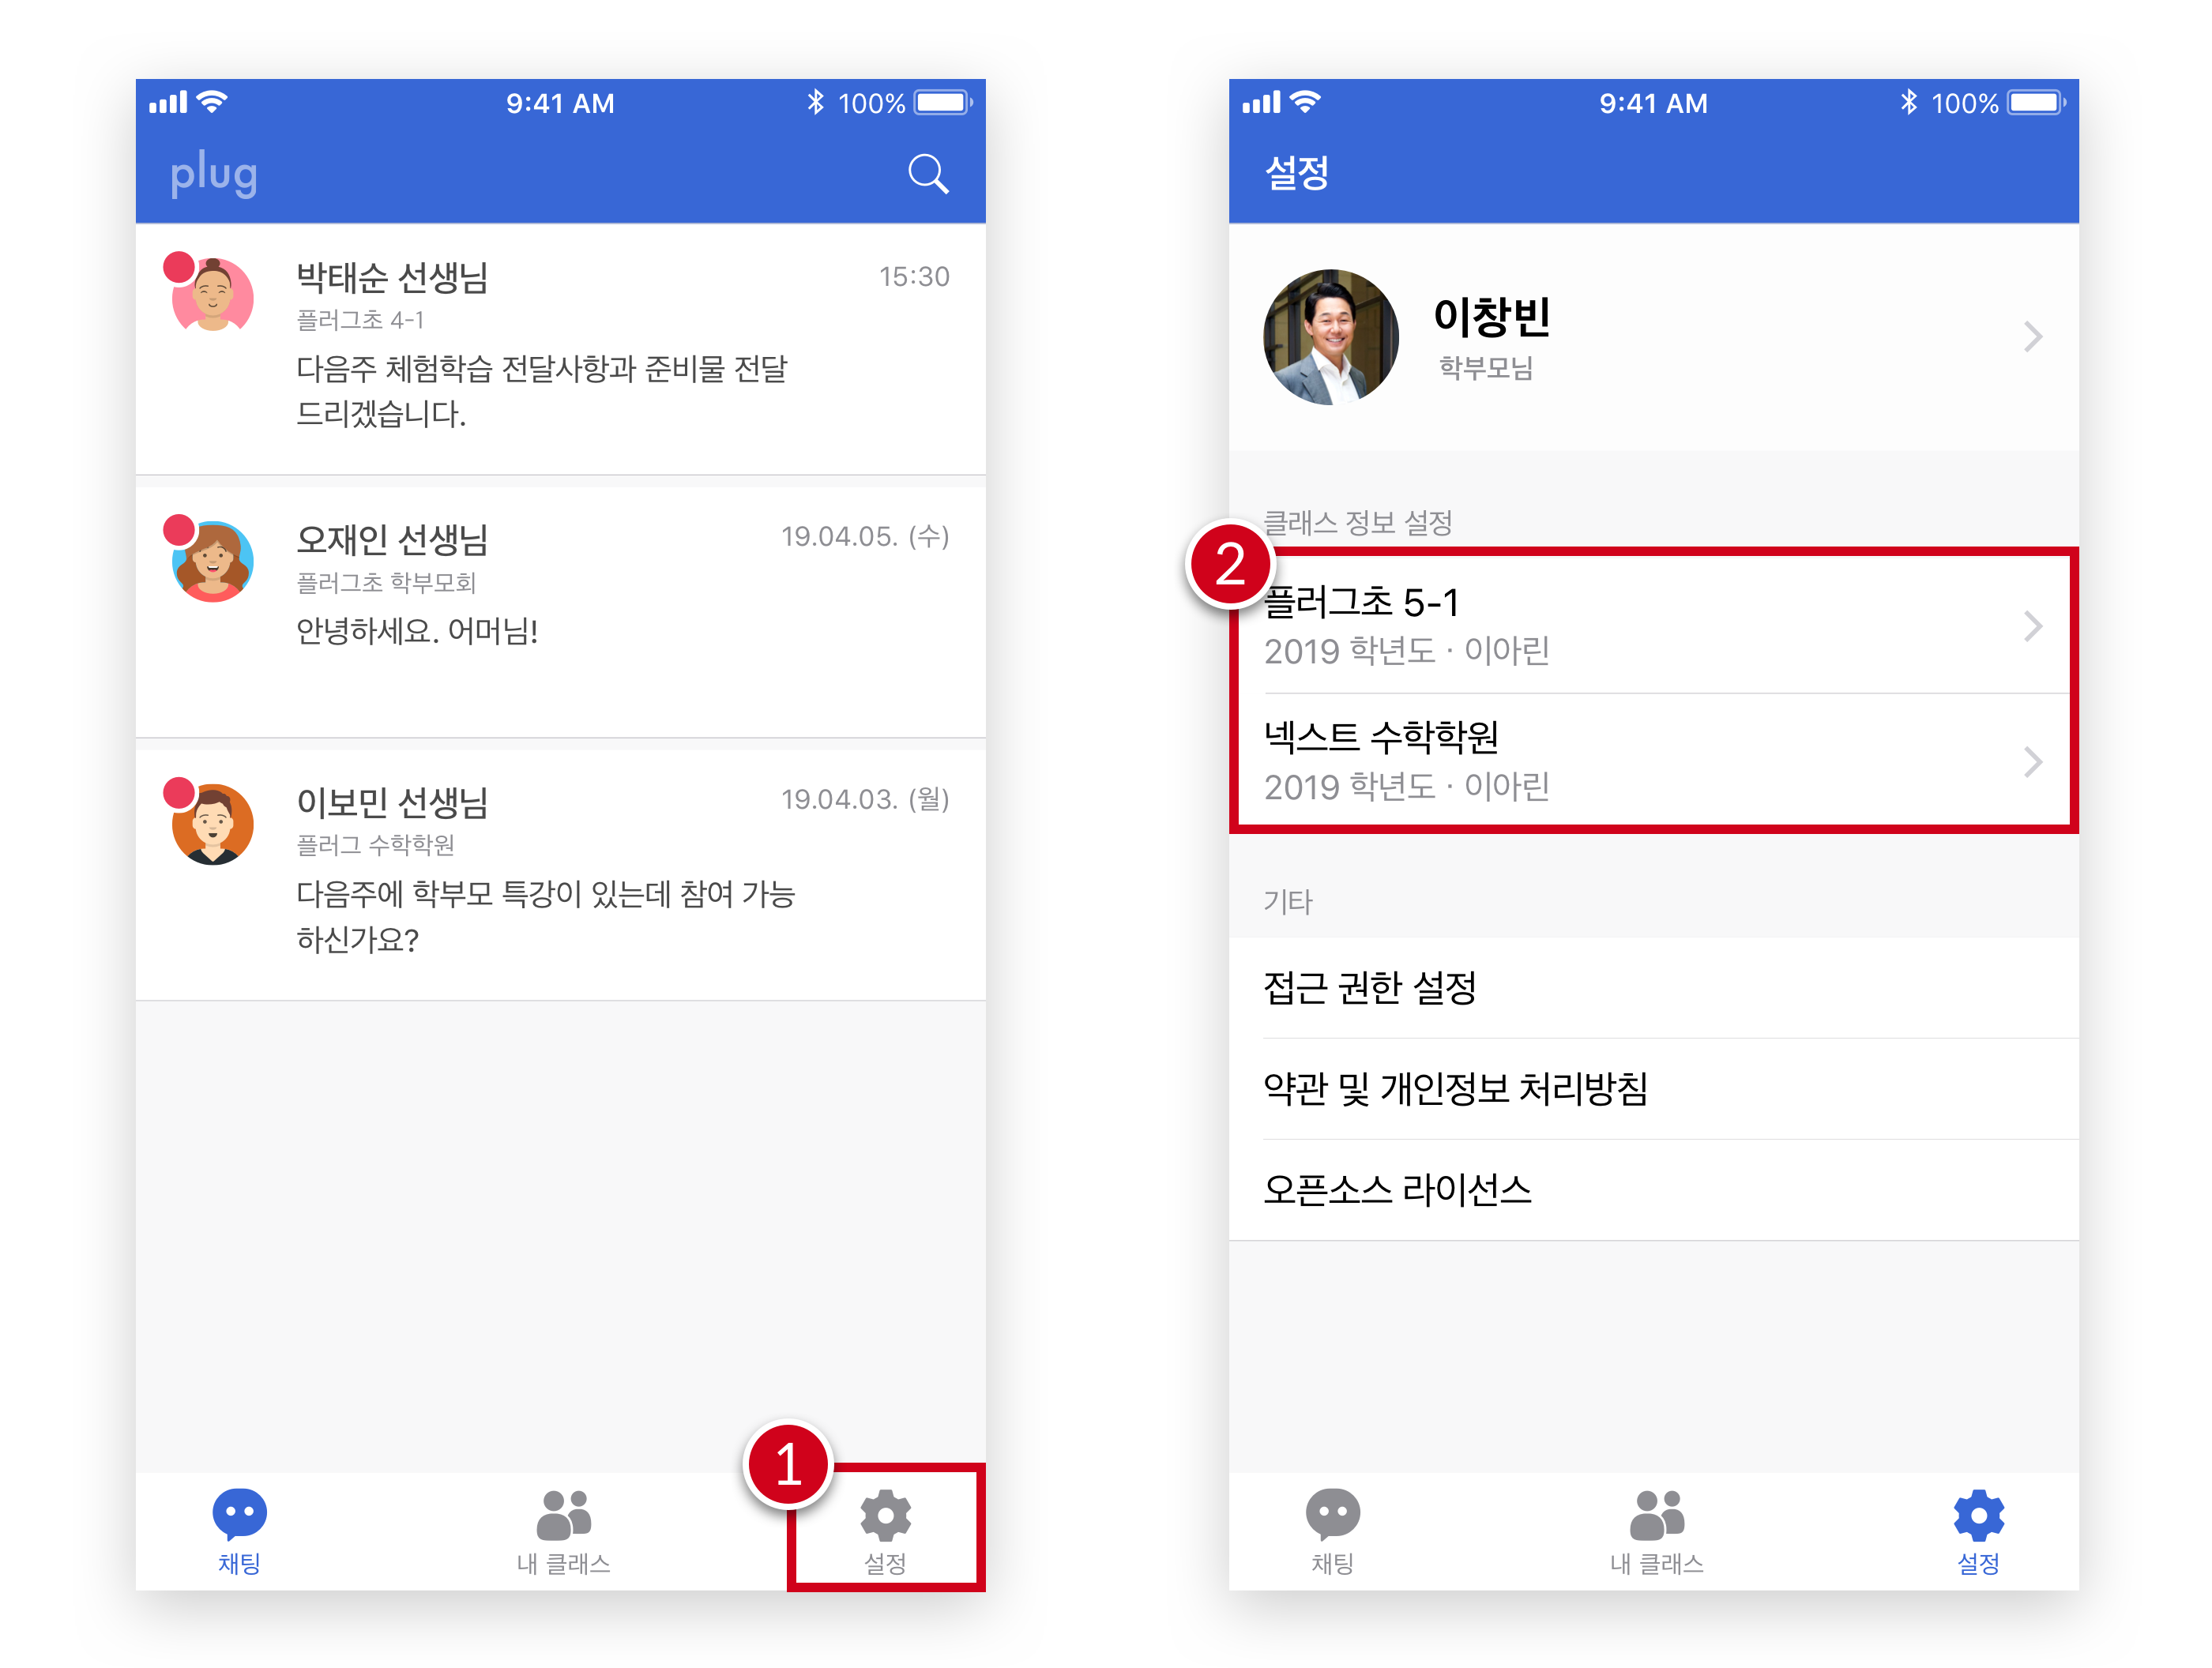 9:41 AM
100%
plug
박태순 선생님
15:30
플러그초 4-1
다음주 체험학습 전달사항과 준비물 전달
드리겠습니다.
오재인 선생님
19.04.05. (수)
플러그초 학부모회
안녕하세요. 어머님!
이보민 선생님
19.04.03. (월)
플러그 수학학원
다음주에 학부모 특강이 있는데 참여 가능
하신가요?
1
채팅
내 클래스
설정
9:41 AM
100%
설정
이창빈
학부모님
클래스 정보 설정
2
플러그초 5-1
2019 학년도 · 이아린
넥스트 수학학원
2019 학년도 · 이아린
기타
접근 권한 설정
약관 및 개인정보 처리방침
오픈소스 라이선스
채팅
내 클래스
설정